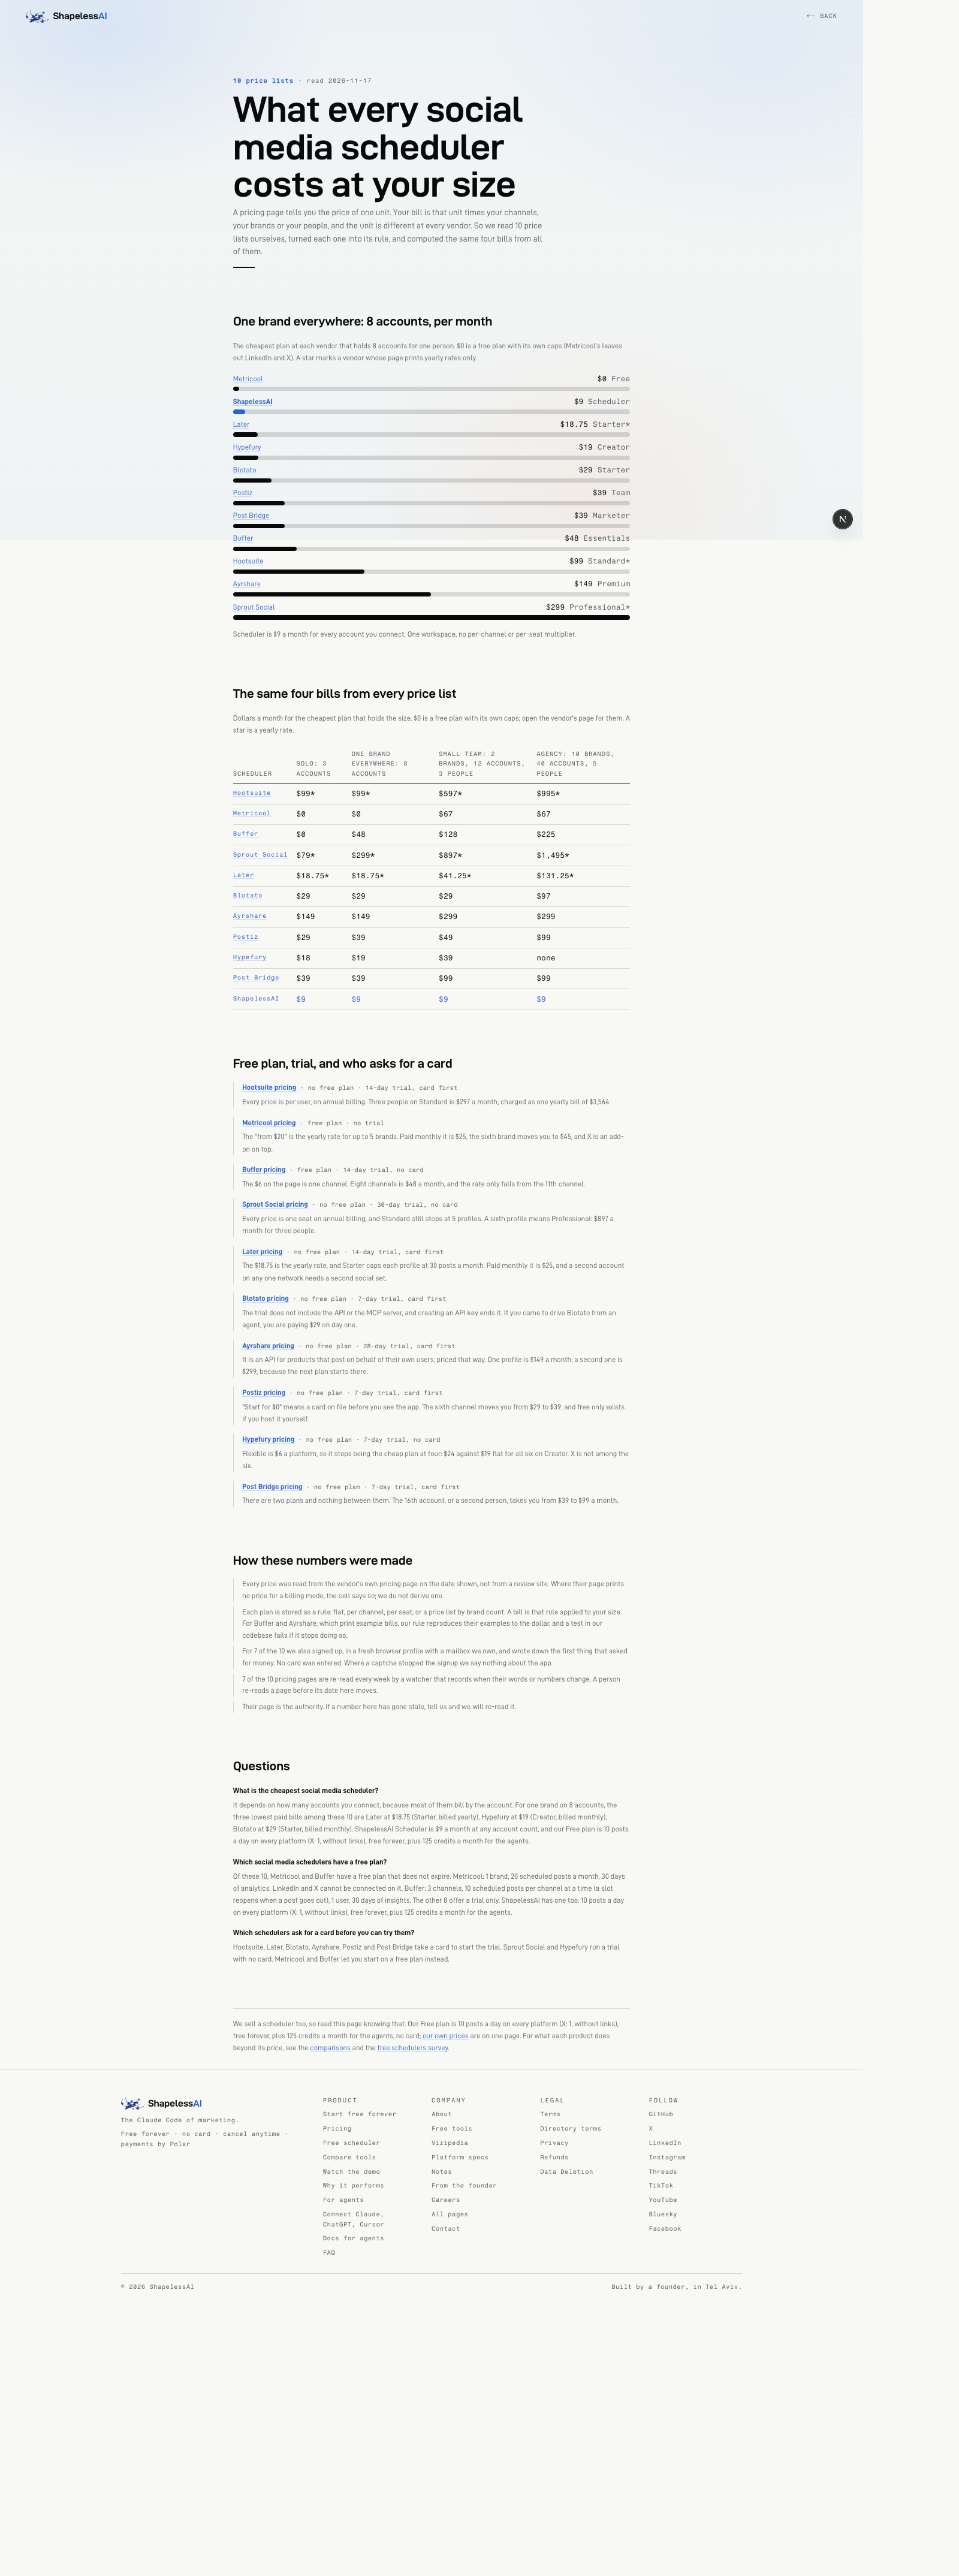 ShapelessAI
← BACK
10 price lists · read 2026-11-17
What every social
media scheduler
costs at your size
A pricing page tells you the price of one unit. Your bill is that unit times your channels,
your brands or your people, and the unit is different at every vendor. So we read 10 price
lists ourselves, turned each one into its rule, and computed the same four bills from all
of them.
One brand everywhere: 8 accounts, per month
The cheapest plan at each vendor that holds 8 accounts for one person. $0 is a free plan with its own caps (Metricool's leaves
out LinkedIn and X). A star marks a vendor whose page prints yearly rates only.
Metricool $0 Free
ShapelessAI $9 Scheduler
Later $18.75 Starter*
Hypefury $19 Creator
Blotato $29 Starter
Postiz $39 Team
Post Bridge $39 Marketer
N
Buffer $48 Essentials
Hootsuite $99 Standard*
Ayrshare $149 Premium
Sprout Social $299 Professional*
Scheduler is $9 a month for every account you connect. One workspace, no per-channel or per-seat multiplier.
The same four bills from every price list
Dollars a month for the cheapest plan that holds the size. $0 is a free plan with its own caps; open the vendor's page for them. A
star is a yearly rate.
SCHEDULER
SOLO: 3
ACCOUNTS
ONE BRAND
EVERYWHERE: 8
ACCOUNTS
SMALL TEAM: 2
BRANDS, 12 ACCOUNTS,
3 PEOPLE
AGENCY: 10 BRANDS,
40 ACCOUNTS, 5
PEOPLE
Hootsuite $99* $99* $597* $995*
Metricool $0 $0 $67 $67
Buffer $0 $48 $128 $225
Sprout Social $79* $299* $897* $1,495*
Later $18.75* $18.75* $41.25* $131.25*
Blotato $29 $29 $29 $97
Ayrshare $149 $149 $299 $299
Postiz $29 $39 $49 $99
Hypefury $18 $19 $39 none
Post Bridge $39 $39 $99 $99
ShapelessAI $9 $9 $9 $9
Free plan, trial, and who asks for a card
Hootsuite pricing · no free plan · 14-day trial, card first
Every price is per user, on annual billing. Three people on Standard is $297 a month, charged as one yearly bill of $3,564.
Metricool pricing · free plan · no trial
The "from $20" is the yearly rate for up to 5 brands. Paid monthly it is $25, the sixth brand moves you to $45, and X is an add-
on on top.
Buffer pricing · free plan · 14-day trial, no card
The $6 on the page is one channel. Eight channels is $48 a month, and the rate only falls from the 11th channel.
Sprout Social pricing · no free plan · 30-day trial, no card
Every price is one seat on annual billing, and Standard still stops at 5 profiles. A sixth profile means Professional: $897 a
month for three people.
Later pricing · no free plan · 14-day trial, card first
The $18.75 is the yearly rate, and Starter caps each profile at 30 posts a month. Paid monthly it is $25, and a second account
on any one network needs a second social set.
Blotato pricing · no free plan · 7-day trial, card first
The trial does not include the API or the MCP server, and creating an API key ends it. If you came to drive Blotato from an
agent, you are paying $29 on day one.
Ayrshare pricing · no free plan · 28-day trial, card first
It is an API for products that post on behalf of their own users, priced that way. One profile is $149 a month; a second one is
$299, because the next plan starts there.
Postiz pricing · no free plan · 7-day trial, card first
"Start for $0" means a card on file before you see the app. The sixth channel moves you from $29 to $39, and free only exists
if you host it yourself.
Hypefury pricing · no free plan · 7-day trial, no card
Flexible is $6 a platform, so it stops being the cheap plan at four: $24 against $19 flat for all six on Creator. X is not among the
six.
Post Bridge pricing · no free plan · 7-day trial, card first
There are two plans and nothing between them. The 16th account, or a second person, takes you from $39 to $99 a month.
How these numbers were made
Every price was read from the vendor's own pricing page on the date shown, not from a review site. Where their page prints
no price for a billing mode, the cell says so; we do not derive one.
Each plan is stored as a rule: flat, per channel, per seat, or a price list by brand count. A bill is that rule applied to your size.
For Buffer and Ayrshare, which print example bills, our rule reproduces their examples to the dollar, and a test in our
codebase fails if it stops doing so.
For 7 of the 10 we also signed up, in a fresh browser profile with a mailbox we own, and wrote down the first thing that asked
for money. No card was entered. Where a captcha stopped the signup we say nothing about the app.
7 of the 10 pricing pages are re-read every week by a watcher that records when their words or numbers change. A person
re-reads a page before its date here moves.
Their page is the authority. If a number here has gone stale, tell us and we will re-read it.
Questions
What is the cheapest social media scheduler?
It depends on how many accounts you connect, because most of them bill by the account. For one brand on 8 accounts, the
three lowest paid bills among these 10 are Later at $18.75 (Starter, billed yearly), Hypefury at $19 (Creator, billed monthly),
Blotato at $29 (Starter, billed monthly). ShapelessAI Scheduler is $9 a month at any account count, and our Free plan is 10 posts
a day on every platform (X: 1, without links), free forever, plus 125 credits a month for the agents.
Which social media schedulers have a free plan?
Of these 10, Metricool and Buffer have a free plan that does not expire. Metricool: 1 brand, 20 scheduled posts a month, 30 days
of analytics. LinkedIn and X cannot be connected on it. Buffer: 3 channels, 10 scheduled posts per channel at a time (a slot
reopens when a post goes out), 1 user, 30 days of insights. The other 8 offer a trial only. ShapelessAI has one too: 10 posts a day
on every platform (X: 1, without links), free forever, plus 125 credits a month for the agents.
Which schedulers ask for a card before you can try them?
Hootsuite, Later, Blotato, Ayrshare, Postiz and Post Bridge take a card to start the trial. Sprout Social and Hypefury run a trial
with no card. Metricool and Buffer let you start on a free plan instead.
We sell a scheduler too, so read this page knowing that. Our Free plan is 10 posts a day on every platform (X: 1, without links),
free forever, plus 125 credits a month for the agents, no card; our own prices are on one page. For what each product does
beyond its price, see the comparisons and the free schedulers survey.
ShapelessAI
The Claude Code of marketing.
Free forever · no card · cancel anytime ·
payments by Polar
PRODUCT
Start free forever
Pricing
Free scheduler
Compare tools
Watch the demo
Why it performs
For agents
Connect Claude,
ChatGPT, Cursor
Docs for agents
FAQ
COMPANY
About
Free tools
Vizipedia
Platform specs
Notes
From the founder
Careers
All pages
Contact
LEGAL
Terms
Directory terms
Privacy
Refunds
Data Deletion
FOLLOW
GitHub
X
LinkedIn
Instagram
Threads
TikTok
YouTube
Bluesky
Facebook
© 2026 ShapelessAI
Built by a founder, in Tel Aviv.